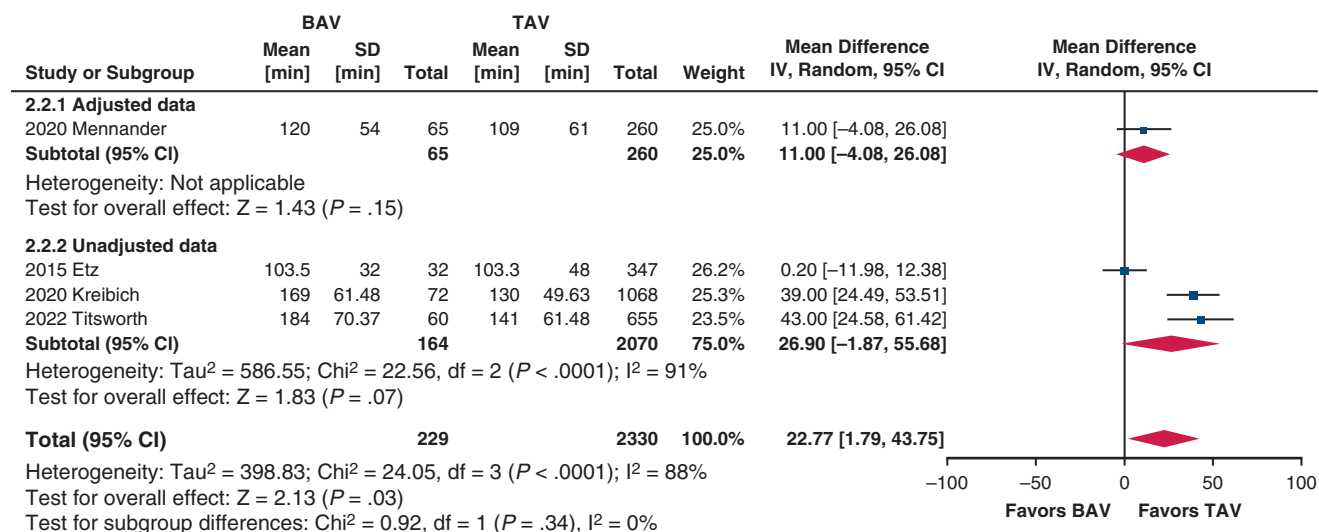 BAV TAV
Mean SD Mean SD Mean Difference Mean Difference
Study or Subgroup [min] [min] Total [min] [min] Total Weight IV, Random, 95% CI IV, Random, 95% CI
2.2.1 Adjusted data
2020 Mennander 120 54 65 109 61 260 25.0% 11.00 [–4.08, 26.08]
Subtotal (95% CI) 65 260 25.0% 11.00 [–4.08, 26.08]
Heterogeneity: Not applicable
Test for overall effect: Z = 1.43 (P = .15)
2.2.2 Unadjusted data
2015 Etz 103.5 32 32 103.3 48 347 26.2% 0.20 [–11.98, 12.38]
2020 Kreibich 169 61.48 72 130 49.63 1068 25.3% 39.00 [24.49, 53.51]
2022 Titsworth 184 70.37 60 141 61.48 655 23.5% 43.00 [24.58, 61.42]
Subtotal (95% CI) 164 2070 75.0% 26.90 [–1.87, 55.68]
Heterogeneity: Tau² = 586.55; Chi² = 22.56, df = 2 (P < .0001); I² = 91%
Test for overall effect: Z = 1.83 (P = .07)
Total (95% CI) 229 2330 100.0% 22.77 [1.79, 43.75]
Heterogeneity: Tau² = 398.83; Chi² = 24.05, df = 3 (P < .0001); I² = 88%
Test for overall effect: Z = 2.13 (P = .03)
Test for subgroup differences: Chi² = 0.92, df = 1 (P = .34), I² = 0%
–100 –50 0 50 100
Favors BAV Favors TAV